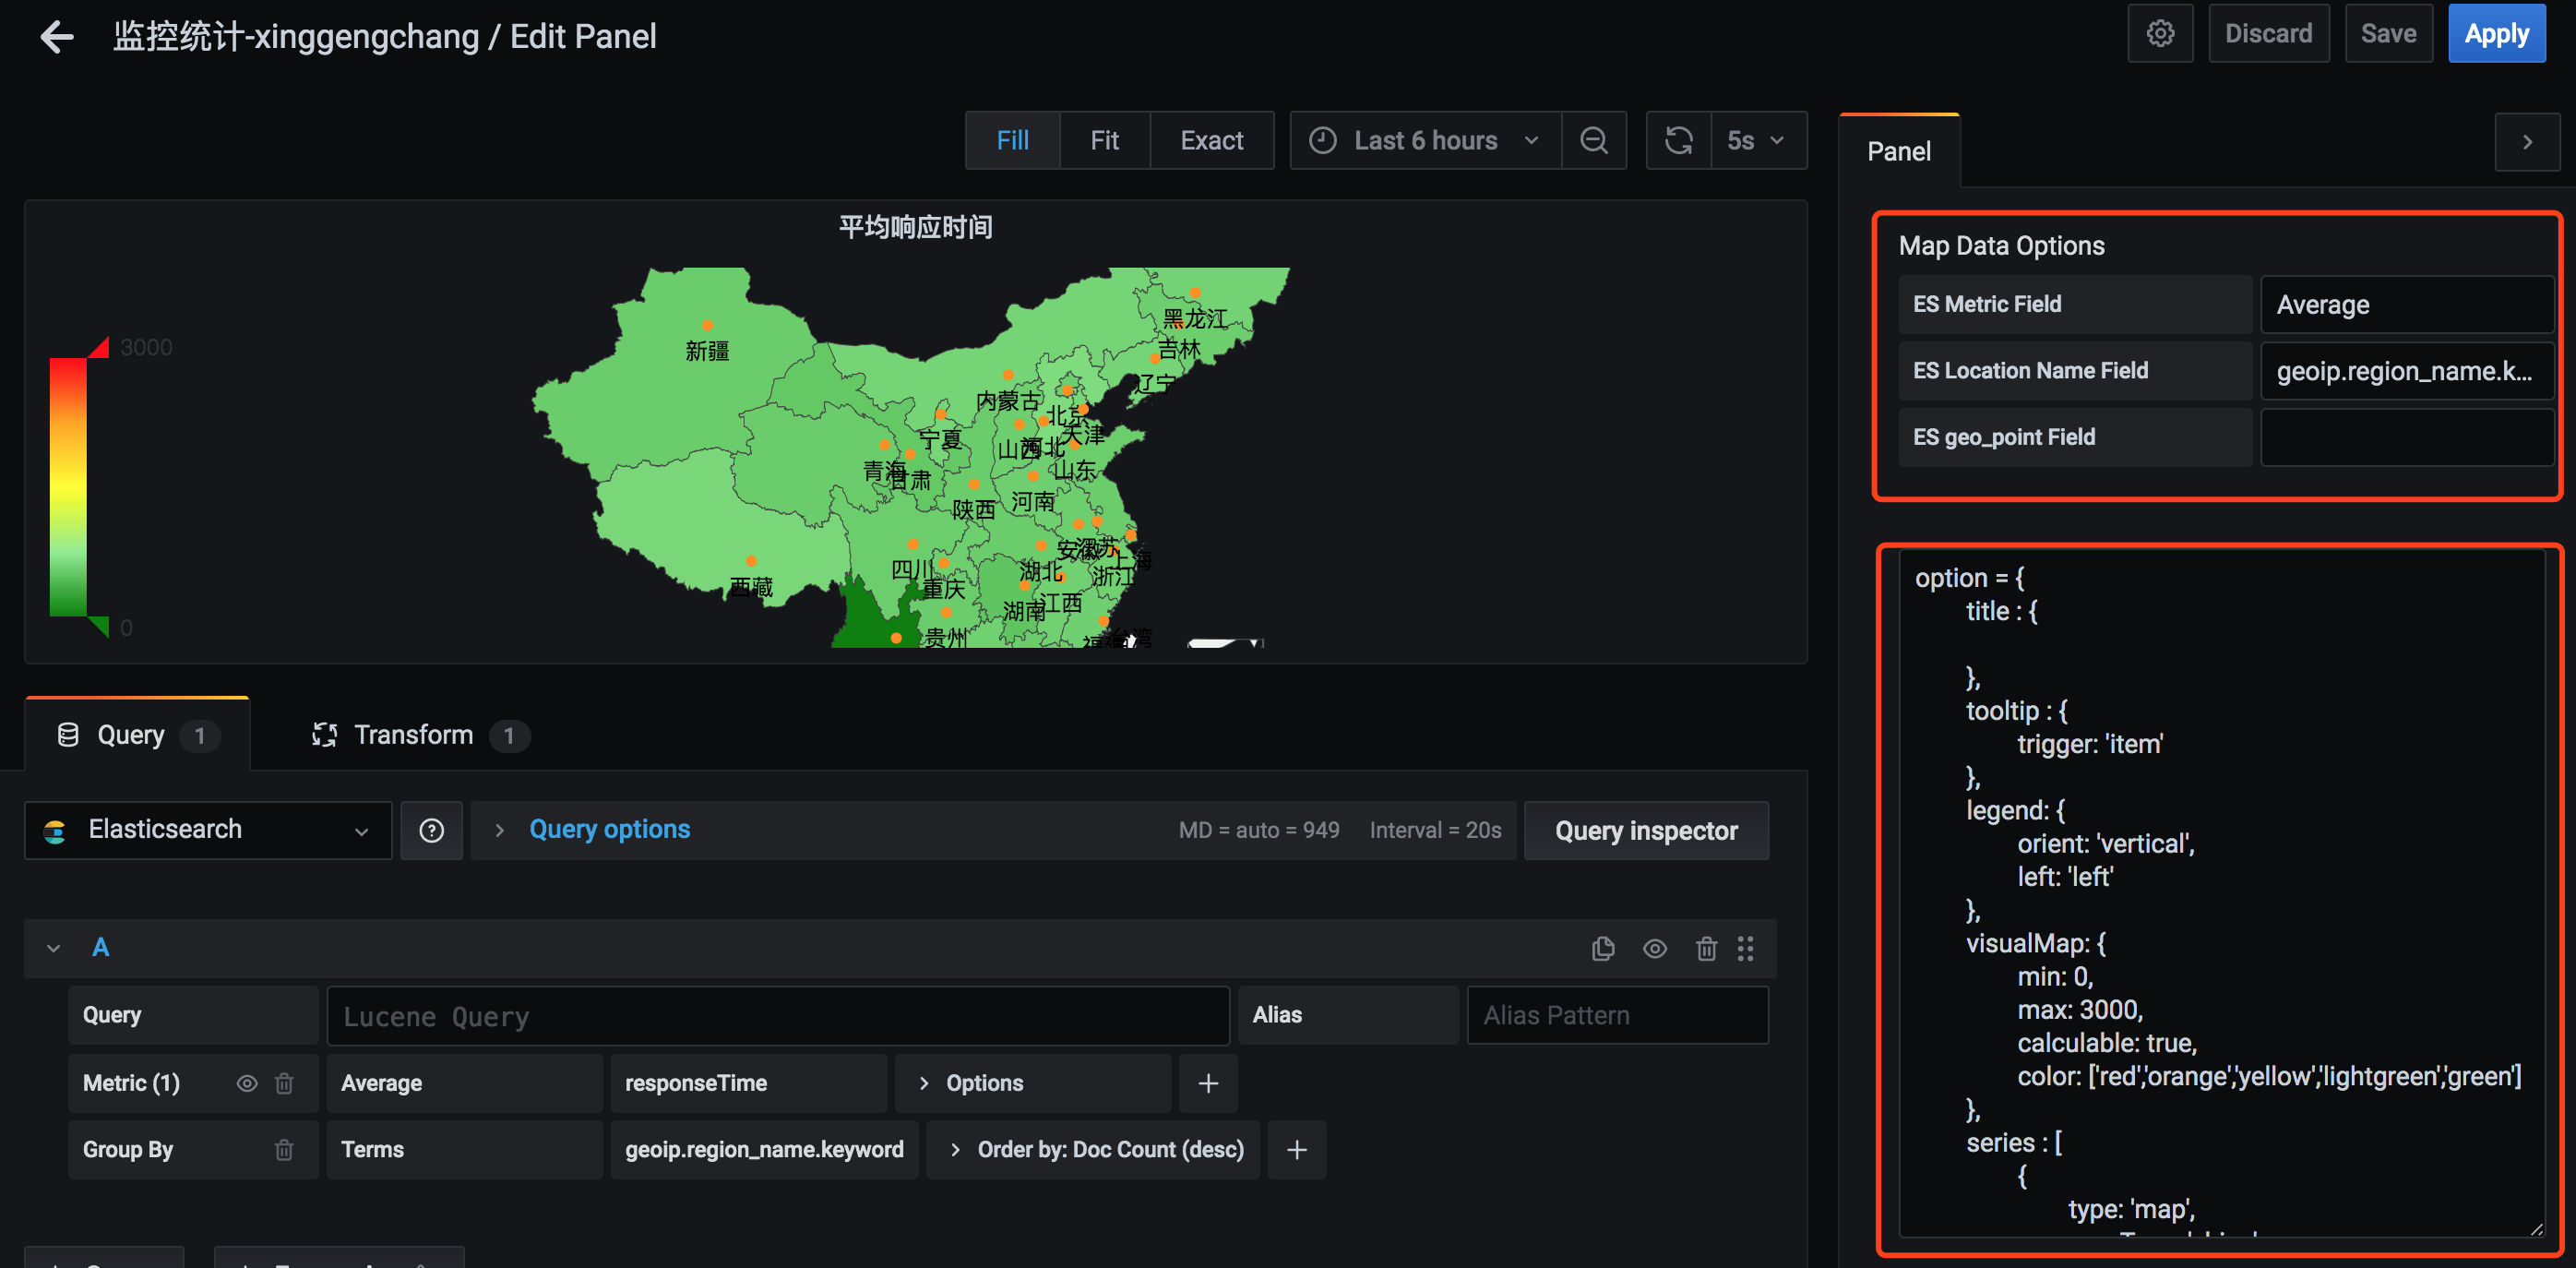 监控统计-xinggengchang / Edit Panel
Discard
Save
Apply
Fill
Fit
Exact
Last 6 hours
5s
Panel
平均响应时间
3000
0
黑龙江
吉林
新疆
辽宁
内蒙古
北京
天津
宁夏
山西
河北
青海
甘肃
山东
陕西
河南
安徽
江苏
上海
四川
湖北
浙江
西藏
重庆
湖南
江西
贵州
台湾
Map Data Options
ES Metric Field
Average
ES Location Name Field
geoip.region_name.k...
ES geo_point Field
option = {
title : {
},
tooltip : {
trigger: 'item'
},
legend: {
orient: 'vertical',
left: 'left'
},
visualMap: {
min: 0,
max: 3000,
calculable: true,
color: ['red','orange','yellow','lightgreen','green']
},
series : [
{
type: 'map',
Query 1
Transform 1
Elasticsearch
Query options
MD = auto = 949
Interval = 20s
Query inspector
A
Query
Lucene Query
Alias
Alias Pattern
Metric (1)
Average
responseTime
Options
Group By
Terms
geoip.region_name.keyword
Order by: Doc Count (desc)